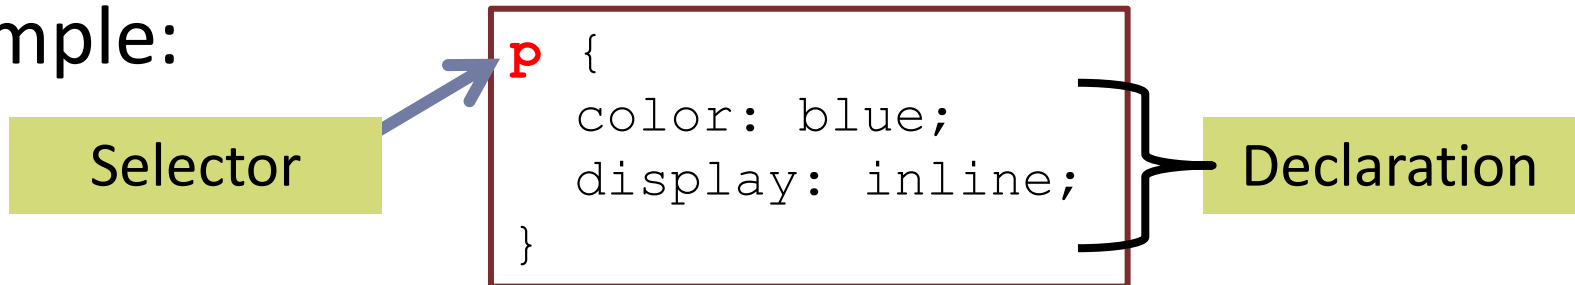 mple:
p {
color: blue;
display: inline;
}
Selector
Declaration